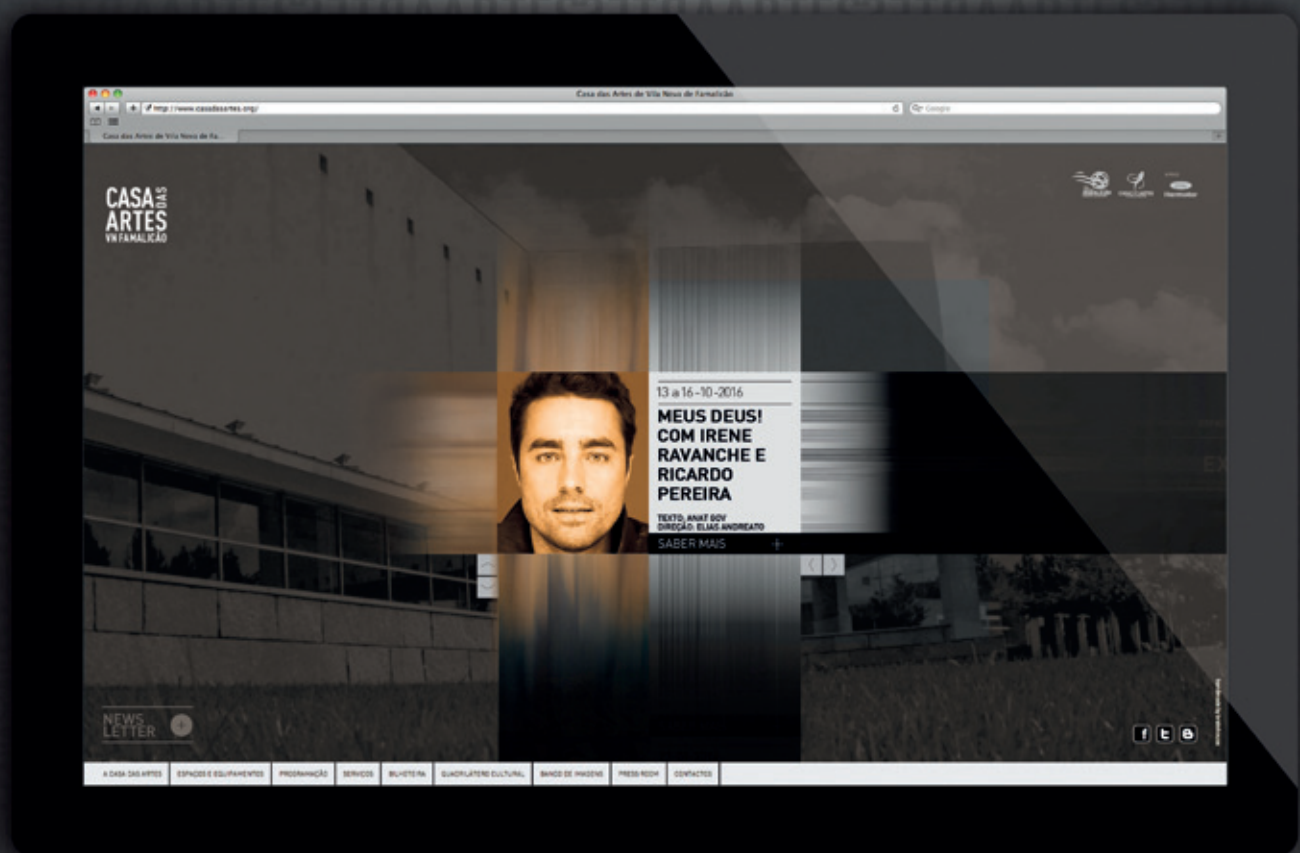 Casa das Artes de Vila Nova de Famalicão
http://www.casadasartes.org/
Google
Casa das Artes de Vila Nova de Fa...
CASA DAS
ARTES
VN FAMALICÃO
13 a 16-10-2016
MEUS DEUS!
COM IRENE
RAVANCHE E
RICARDO
PEREIRA
TEXTO: ANAT GOV
DIREÇÃO: ELIAS ANDREATO
SABER MAIS +
EX
NEWS
LETTER +
f t B
A CASA DAS ARTES ESPAÇOS E EQUIPAMENTOS PROGRAMAÇÃO SERVIÇOS BILHETEIRA QUADRILÁTERO CULTURAL BANCO DE IMAGENS PRESS ROOM CONTACTOS